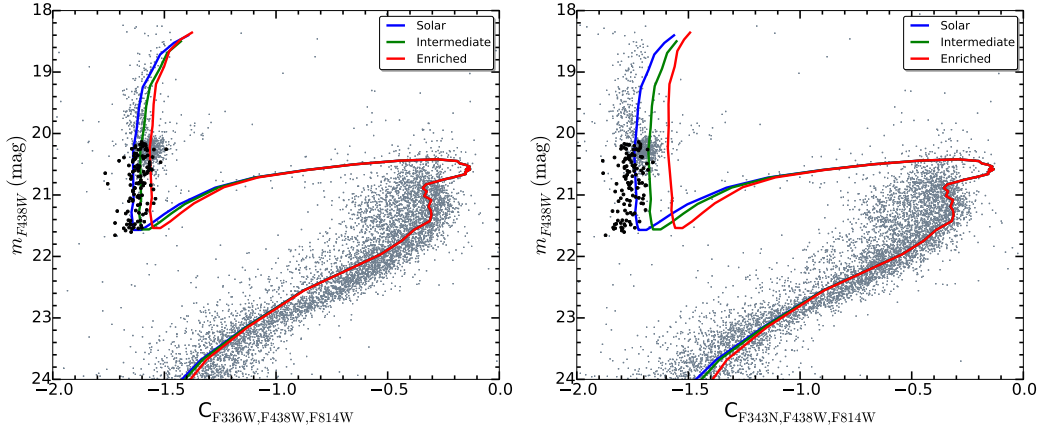 Solar
Intermediate
Enriched
18
19
20
21
22
23
24
m_F438W (mag)
−2.0 −1.5 −1.0 −0.5 0.0
C_F336W,F438W,F814W
Solar
Intermediate
Enriched
18
19
20
21
22
23
24
m_F438W (mag)
−2.0 −1.5 −1.0 −0.5 0.0
C_F343N,F438W,F814W